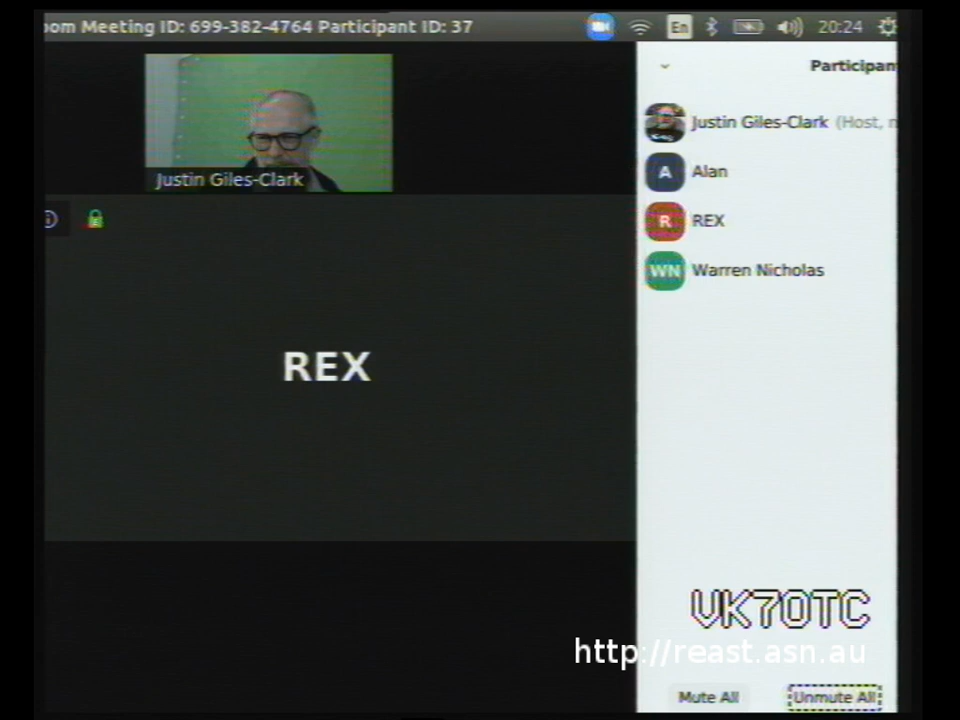 oom Meeting ID: 699-382-4764 Participant ID: 37
En
20:24
Participan
Justin Giles-Clark
Justin Giles-Clark (Host, m
A
Alan
R
REX
WN
Warren Nicholas
REX
VK7OTC
http://reast.asn.au
Mute All
Unmute All